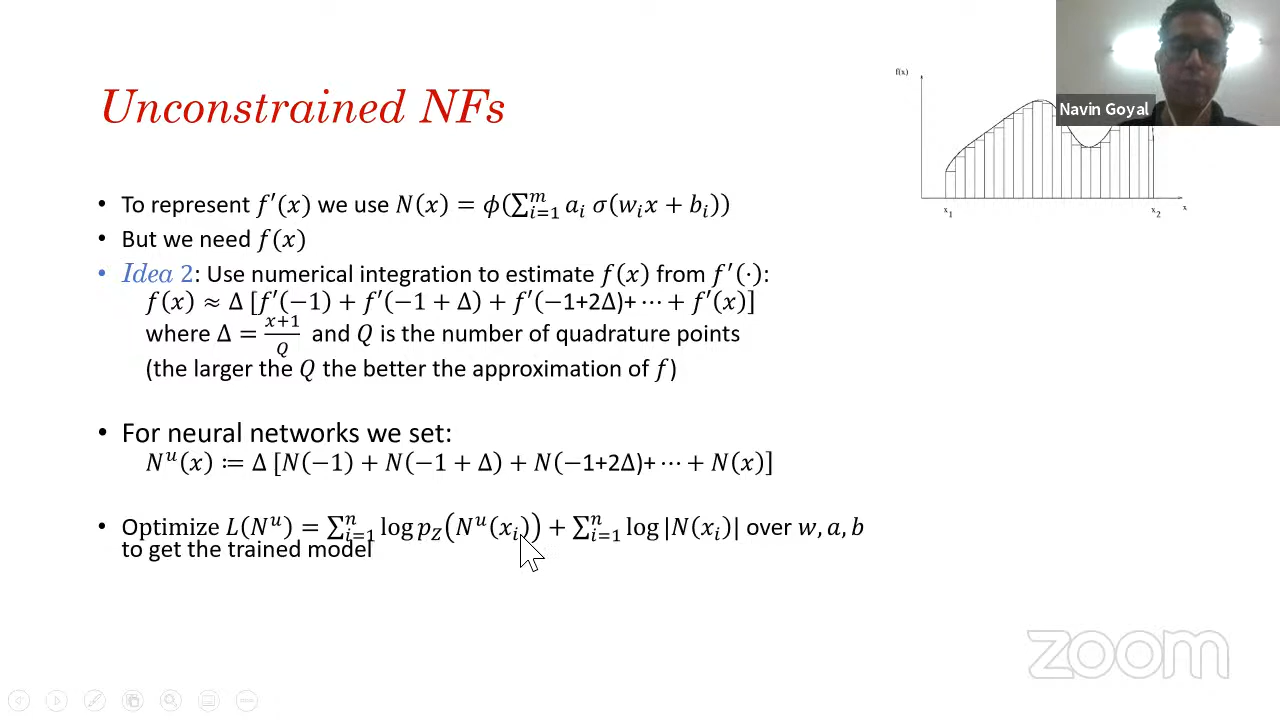 Unconstrained NFs
f(x)
Navin Goyal
x₁
x₂
x
• To represent f′(x) we use N(x) = ϕ(∑ᵢ₌₁ᵐ aᵢ σ(wᵢx + bᵢ))
• But we need f(x)
• Idea 2: Use numerical integration to estimate f(x) from f′(·):
f(x) ≈ Δ [f′(−1) + f′(−1 + Δ) + f′(−1+2Δ)+ ⋯ + f′(x)]
where Δ = (x+1)/Q and Q is the number of quadrature points
(the larger the Q the better the approximation of f)
• For neural networks we set:
Nᵘ(x) ≔ Δ [N(−1) + N(−1 + Δ) + N(−1+2Δ)+ ⋯ + N(x)]
• Optimize L(Nᵘ) = ∑ᵢ₌₁ⁿ log p_Z(Nᵘ(xᵢ)) + ∑ᵢ₌₁ⁿ log|N(xᵢ)| over w, a, b
to get the trained model
zoom